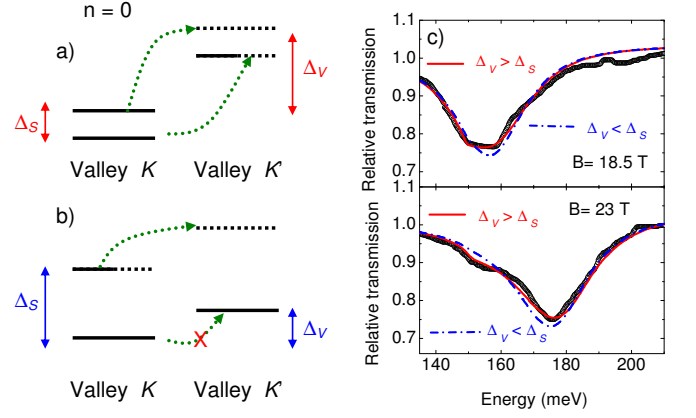 n = 0
a)
Δ_S
Δ_V
Valley K
Valley K'
b)
Δ_S
X
Δ_V
Valley K
Valley K'
c)
Relative transmission
1.1
1.0
0.9
0.8
0.7
Δ_V > Δ_S
Δ_V < Δ_S
B= 18.5 T
Relative transmission
1.1
1.0
0.9
0.8
0.7
Δ_V > Δ_S
B= 23 T
Δ_V < Δ_S
140 160 180 200
Energy (meV)